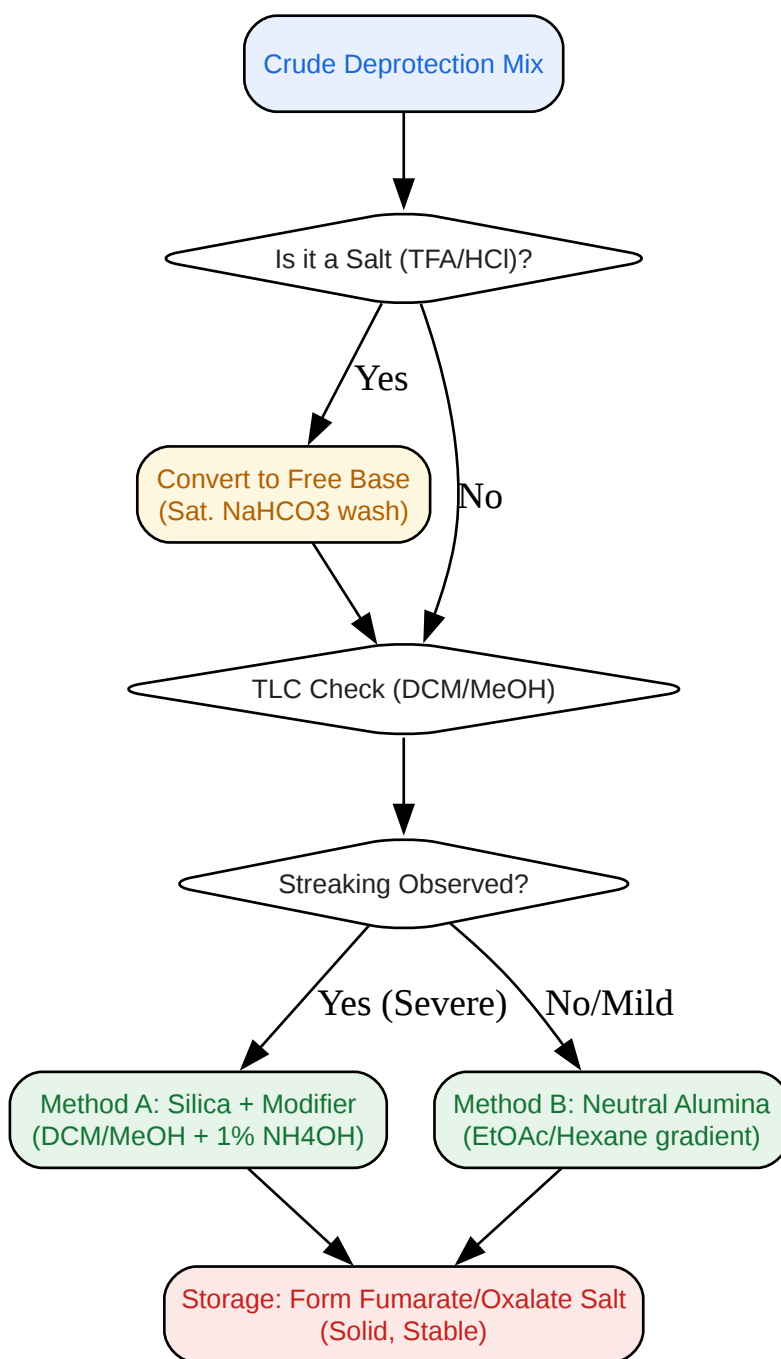 Crude Deprotection Mix
Is it a Salt (TFA/HCl)?
Yes
Convert to Free Base
(Sat. NaHCO3 wash)
No
TLC Check (DCM/MeOH)
Streaking Observed?
Yes (Severe)
No/Mild
Method A: Silica + Modifier
(DCM/MeOH + 1% NH4OH)
Method B: Neutral Alumina
(EtOAc/Hexane gradient)
Storage: Form Fumarate/Oxalate Salt
(Solid, Stable)